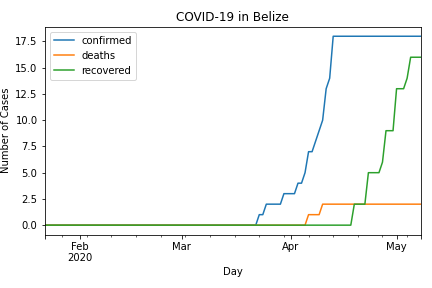 COVID-19 in Belize
confirmed
deaths
recovered
Number of Cases
17.5
15.0
12.5
10.0
7.5
5.0
2.5
0.0
Feb
2020
Mar
Apr
May
Day